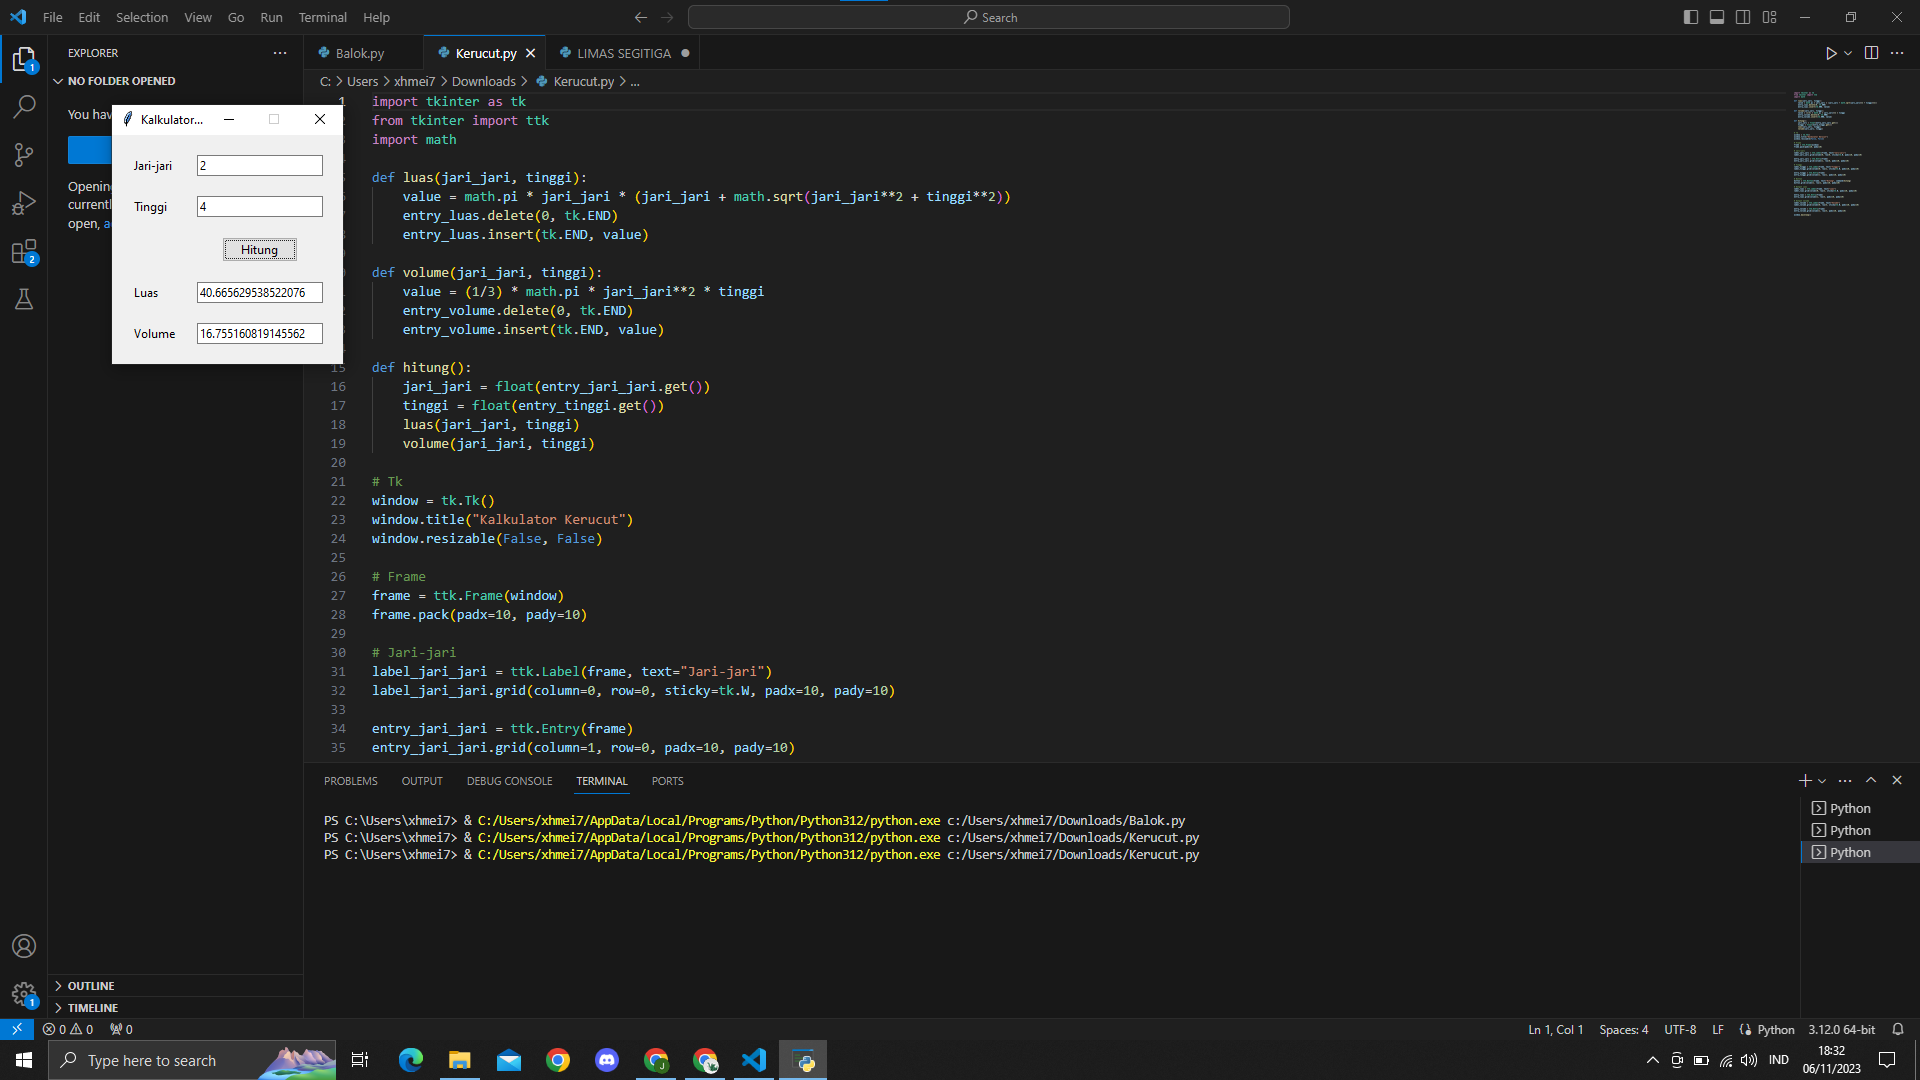 File Edit Selection View Go Run Terminal Help
Search
EXPLORER
NO FOLDER OPENED
You hav
Opening
currentl
open, a
1
2
1
Kalkulator...
Jari-jari 2
Tinggi 4
Hitung
Luas 40.665629538522076
Volume 16.755160819145562
OUTLINE
TIMELINE
Balok.py Kerucut.py LIMAS SEGITIGA
C: > Users > xhmei7 > Downloads > Kerucut.py > ...
1 import tkinter as tk
from tkinter import ttk
import math
def luas(jari_jari, tinggi):
value = math.pi * jari_jari * (jari_jari + math.sqrt(jari_jari**2 + tinggi**2))
entry_luas.delete(0, tk.END)
entry_luas.insert(tk.END, value)
def volume(jari_jari, tinggi):
value = (1/3) * math.pi * jari_jari**2 * tinggi
entry_volume.delete(0, tk.END)
entry_volume.insert(tk.END, value)
15 def hitung():
16 jari_jari = float(entry_jari_jari.get())
17 tinggi = float(entry_tinggi.get())
18 luas(jari_jari, tinggi)
19 volume(jari_jari, tinggi)
20
21 # Tk
22 window = tk.Tk()
23 window.title("Kalkulator Kerucut")
24 window.resizable(False, False)
25
26 # Frame
27 frame = ttk.Frame(window)
28 frame.pack(padx=10, pady=10)
29
30 # Jari-jari
31 label_jari_jari = ttk.Label(frame, text="Jari-jari")
32 label_jari_jari.grid(column=0, row=0, sticky=tk.W, padx=10, pady=10)
33
34 entry_jari_jari = ttk.Entry(frame)
35 entry_jari_jari.grid(column=1, row=0, padx=10, pady=10)
PROBLEMS OUTPUT DEBUG CONSOLE TERMINAL PORTS
PS C:\Users\xhmei7> & C:/Users/xhmei7/AppData/Local/Programs/Python/Python312/python.exe c:/Users/xhmei7/Downloads/Balok.py
PS C:\Users\xhmei7> & C:/Users/xhmei7/AppData/Local/Programs/Python/Python312/python.exe c:/Users/xhmei7/Downloads/Kerucut.py
PS C:\Users\xhmei7> & C:/Users/xhmei7/AppData/Local/Programs/Python/Python312/python.exe c:/Users/xhmei7/Downloads/Kerucut.py
Python
Python
Python
0 0 0
Ln 1, Col 1 Spaces: 4 UTF-8 LF Python 3.12.0 64-bit
Type here to search
J
IND
18:32
06/11/2023